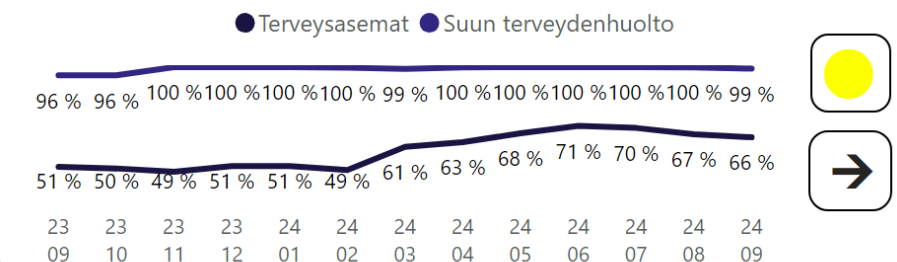 Terveysasemat Suun terveydenhuolto
96 % 96 % 100 % 100 % 100 % 100 % 99 % 100 % 100 % 100 % 100 % 100 % 99 %
51 % 50 % 49 % 51 % 51 % 49 % 61 % 63 % 68 % 71 % 70 % 67 % 66 %
23 23 23 23 24 24 24 24 24 24 24 24 24
09 10 11 12 01 02 03 04 05 06 07 08 09